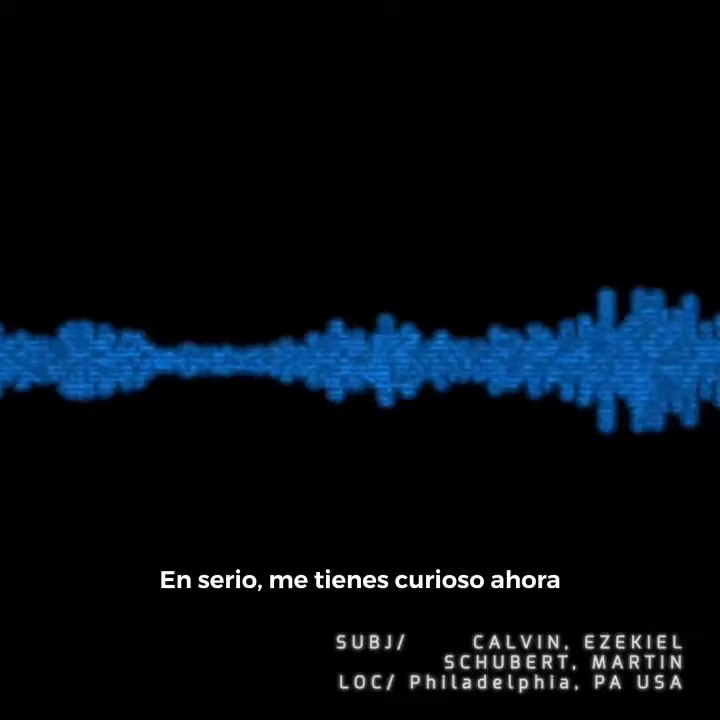 En serio, me tienes curioso ahora
SUBJ/ CALVIN, EZEKIEL
SCHUBERT, MARTIN
LOC/ Philadelphia, PA USA